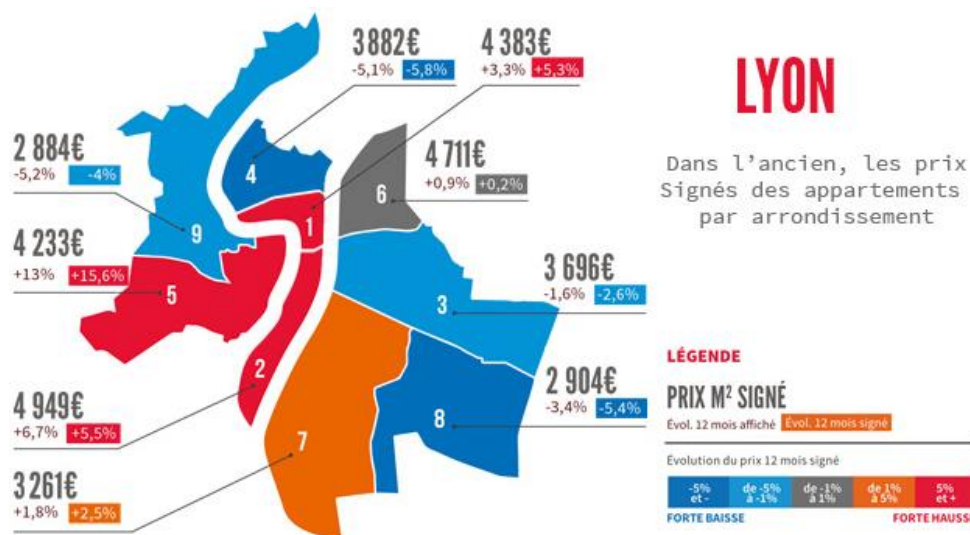 3 882€
-5,1% -5,8%
4 383€
+3,3% +5,3%
LYON
Dans l’ancien, les prix
Signés des appartements
par arrondissement
2 884€
-5,2% -4%
4 711€
+0,9% +0,2%
4
6
1
9
4 233€
+13% +15,6%
5
3 696€
-1,6% -2,6%
3
2
LÉGENDE
PRIX M² SIGNÉ
Évol. 12 mois affiché Évol. 12 mois signé
2 904€
-3,4% -5,4%
4 949€
+6,7% +5,5%
7
8
Évolution du prix 12 mois signé
3 261€
+1,8% +2,5%
-5%
et -
de -5%
à -1%
de -1%
à 1%
de 1%
à 5%
5%
et +
FORTE BAISSE FORTE HAUSSE